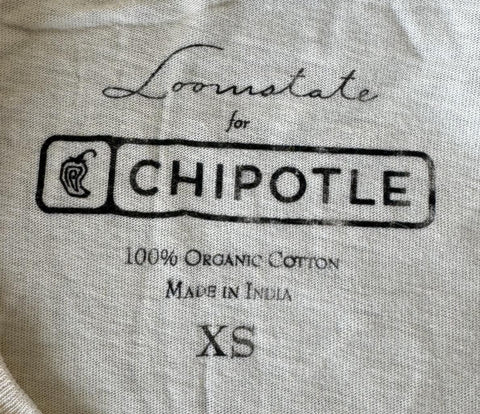 Loomstate
for
CHIPOTLE
100% ORGANIC COTTON
MADE IN INDIA
XS